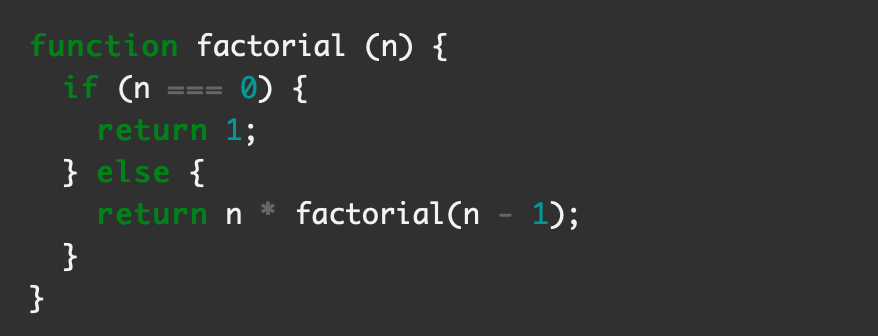 function factorial (n) {
  if (n === 0) {
    return 1;
  } else {
    return n * factorial(n - 1);
  }
}